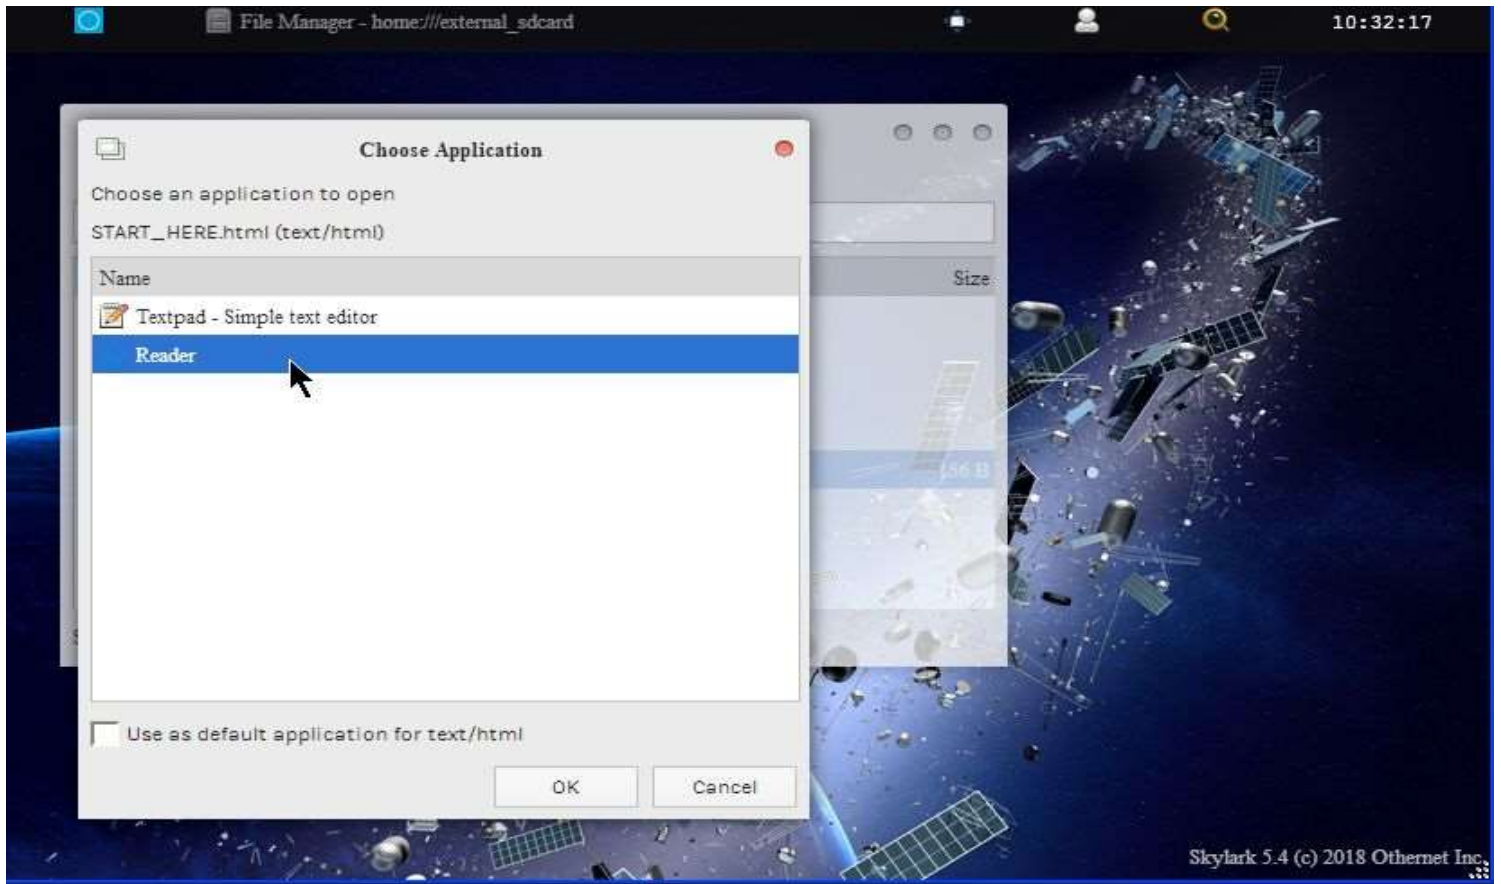 File Manager - home:///external_sdcard
10:32:17
Choose Application
Choose an application to open
START_HERE.html (text/html)
Name
Size
Textpad - Simple text editor
Reader
Use as default application for text/html
OK
Cancel
Skylark 5.4 (c) 2018 Othernet Inc.